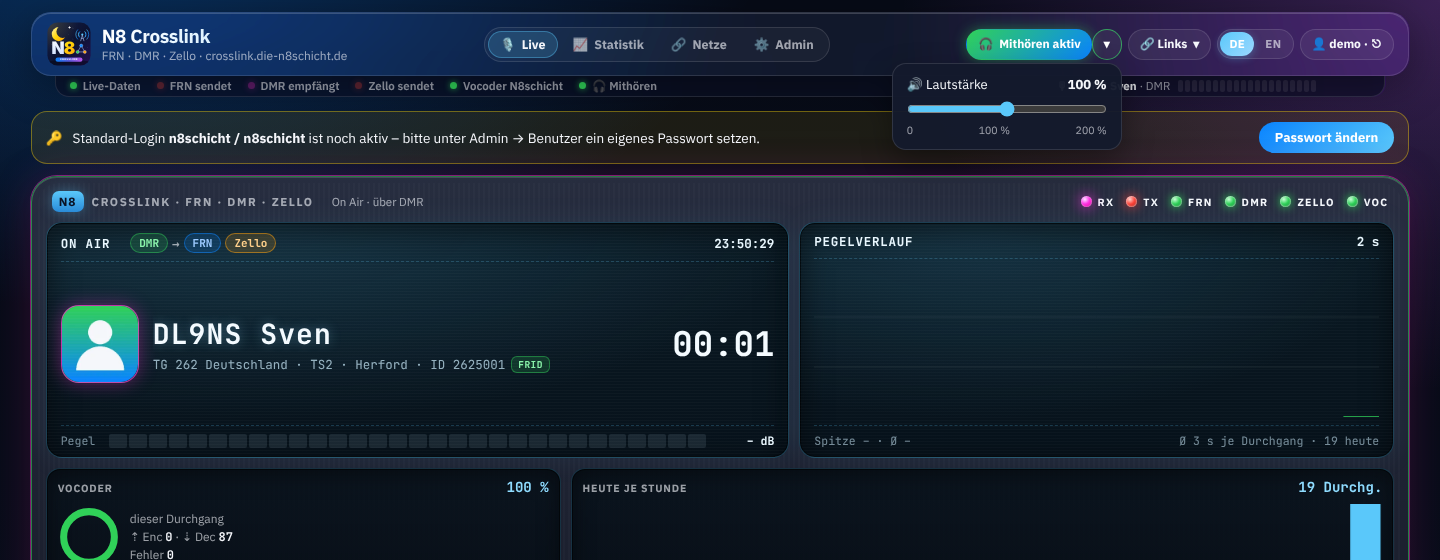 N8 Crosslink
FRN · DMR · Zello · crosslink.die-n8schicht.de
🎙️ Live 📈 Statistik 🔗 Netze ⚙️ Admin
🎧 Mithören aktiv ▾ 🔗 Links ▾ DE EN 👤 demo · ⎋
Live-Daten FRN sendet DMR empfängt Zello sendet Vocoder N8schicht 🎧 Mithören
ven · DMR
🔊 Lautstärke 100 %
0 100 % 200 %
🔑 Standard-Login n8schicht / n8schicht ist noch aktiv – bitte unter Admin → Benutzer ein eigenes Passwort setzen. Passwort ändern
N8 CROSSLINK · FRN · DMR · ZELLO On Air · über DMR RX TX FRN DMR ZELLO VOC
ON AIR DMR → FRN Zello 23:50:29
DL9NS Sven
TG 262 Deutschland · TS2 · Herford · ID 2625001 FRID
00:01
Pegel – dB
PEGELVERLAUF 2 s
Spitze – · Ø – Ø 3 s je Durchgang · 19 heute
VOCODER 100 %
dieser Durchgang
↑ Enc 0 · ↓ Dec 87
Fehler 0
HEUTE JE STUNDE 19 Durchg.